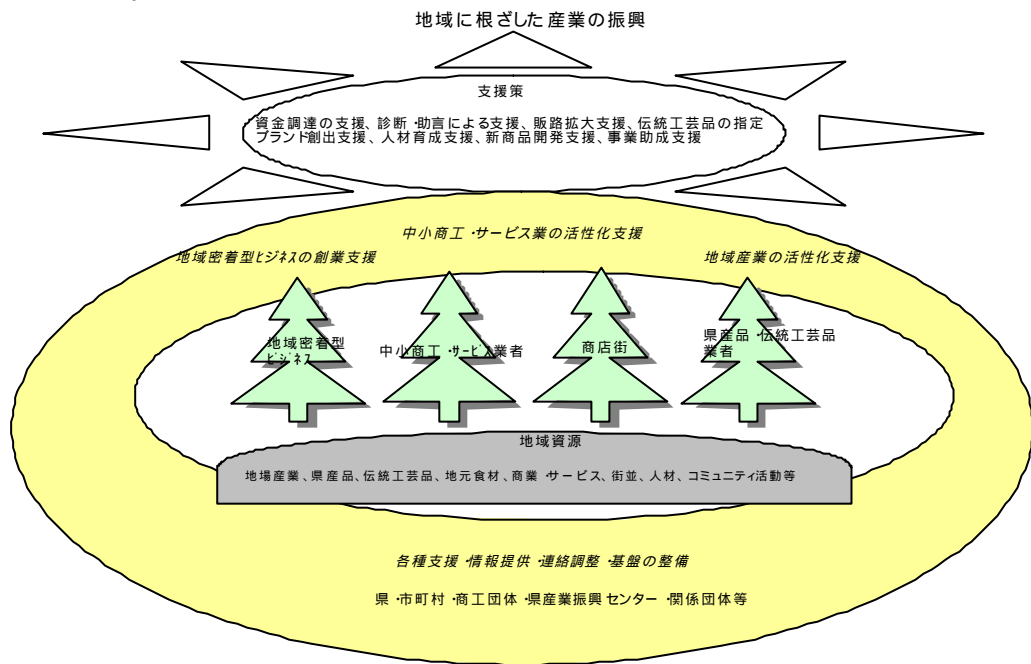 地域に根ざした産業の振興
支援策
資金調達の支援、診断・助言による支援、販路拡大支援、伝統工芸品の指定
ブランド創出支援、人材育成支援、新商品開発支援、事業助成支援
中小商工・サービス業の活性化支援
地域密着型ビジネスの創業支援
地域産業の活性化支援
地域密着型
ビジネス
中小商工・サービス業者
商店街
県産品・伝統工芸品
業者
地域資源
地場産業、県産品、伝統工芸品、地元食材、商業・サービス、街並、人材、コミュニティ活動等
各種支援・情報提供・連絡調整・基盤の整備
県・市町村・商工団体・県産業振興センター・関係団体等